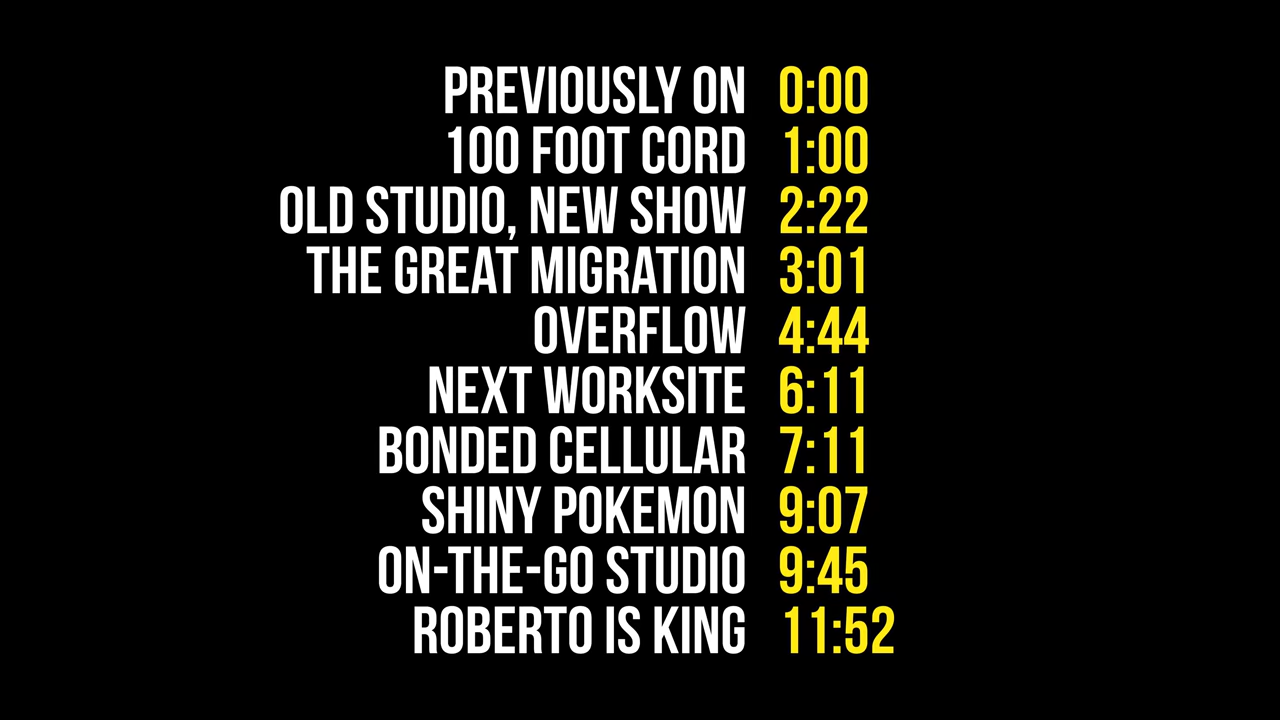 PREVIOUSLY ON 0:00
100 FOOT CORD 1:00
OLD STUDIO, NEW SHOW 2:22
THE GREAT MIGRATION 3:01
OVERFLOW 4:44
NEXT WORKSITE 6:11
BONDED CELLULAR 7:11
SHINY POKEMON 9:07
ON-THE-GO STUDIO 9:45
ROBERTO IS KING 11:52